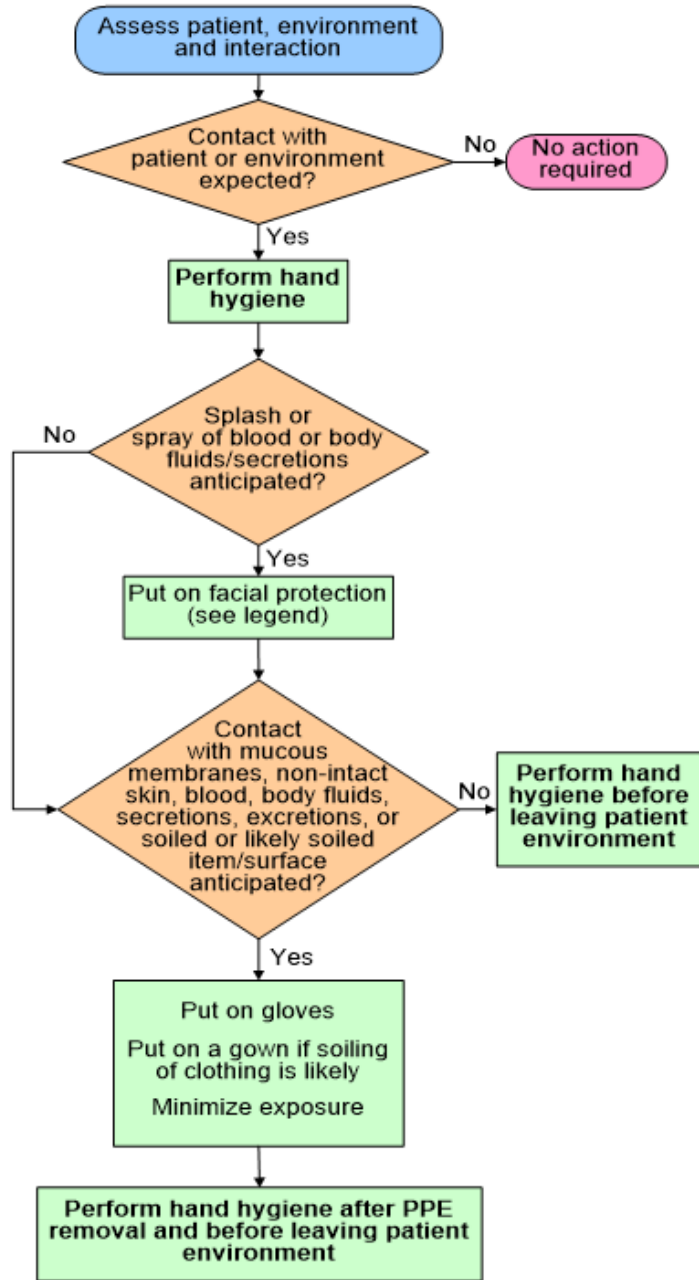 Assess patient, environment
and interaction
Contact with
patient or environment
expected?
No
No action
required
Yes
Perform hand
hygiene
Splash or
spray of blood or body
fluids/secretions
anticipated?
No
Yes
Put on facial protection
(see legend)
Contact
with mucous
membranes, non-intact
skin, blood, body fluids,
secretions, excretions, or
soiled or likely soiled
item/surface
anticipated?
No
Perform hand
hygiene before
leaving patient
environment
Yes
Put on gloves
Put on a gown if soiling
of clothing is likely
Minimize exposure
Perform hand hygiene after PPE
removal and before leaving patient
environment